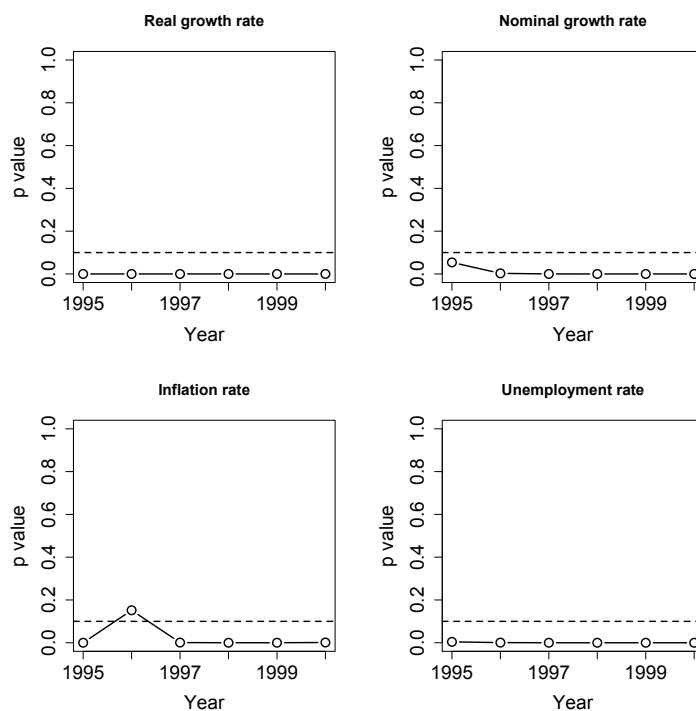 Real growth rate
p value
0.0 0.2 0.4 0.6 0.8 1.0
1995 1997 1999
Year
Nominal growth rate
p value
0.0 0.2 0.4 0.6 0.8 1.0
1995 1997 1999
Year
Inflation rate
p value
0.0 0.2 0.4 0.6 0.8 1.0
1995 1997 1999
Year
Unemployment rate
p value
0.0 0.2 0.4 0.6 0.8 1.0
1995 1997 1999
Year